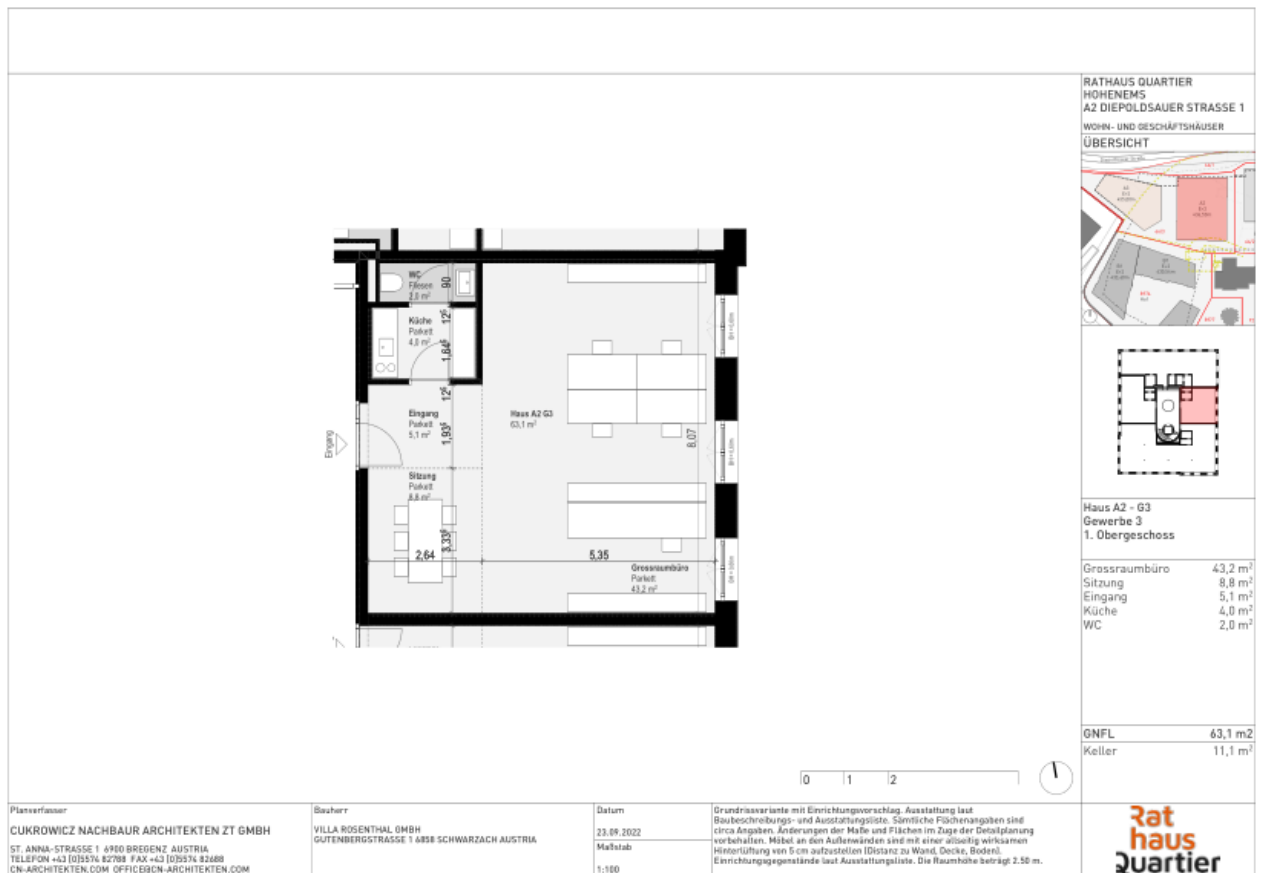 RATHAUS QUARTIER
HOHENEMS
A2 DIEPOLDSAUER STRASSE 1
WOHN- UND GESCHÄFTSHÄUSER
ÜBERSICHT
WC
Fliesen
2,0 m²
90
12⁵
Küche
Parkett
4,0 m²
1,64⁵
12⁵
Eingang
Parkett
5,1 m²
1,93⁵
Haus A2 G3
63,1 m²
8,07
Eingang
Sitzung
Parkett
8,8 m²
3,33⁵
2,64
5,35
Grossraumbüro
Parkett
43,2 m²
Haus A2 - G3
Gewerbe 3
1. Obergeschoss
Grossraumbüro 43,2 m²
Sitzung 8,8 m²
Eingang 5,1 m²
Küche 4,0 m²
WC 2,0 m²
GNFL 63,1 m2
Keller 11,1 m²
0 1 2
Planverfasser
CUKROWICZ NACHBAUR ARCHITEKTEN ZT GMBH
ST. ANNA-STRASSE 1 6900 BREGENZ AUSTRIA
TELEFON +43 (0)5574 82788 FAX +43 (0)5574 82688
CN-ARCHITEKTEN.COM OFFICE@CN-ARCHITEKTEN.COM
Bauherr
VILLA ROSENTHAL GMBH
GUTENBERGSTRASSE 1 6858 SCHWARZACH AUSTRIA
Datum
23.09.2022
Maßstab
1:100
Grundrissvariante mit Einrichtungsvorschlag. Ausstattung laut
Baubeschreibungs- und Ausstattungsliste. Sämtliche Flächenangaben sind
circa Angaben. Änderungen der Maße und Flächen im Zuge der Detailplanung
vorbehalten. Möbel an den Außenwänden sind mit einer allseitig wirksamen
Hinterlüftung von 5 cm aufzustellen (Distanz zu Wand, Decke, Boden).
Einrichtungsgegenstände laut Ausstattungsliste. Die Raumhöhe beträgt 2.50 m.
Rat
haus
Quartier